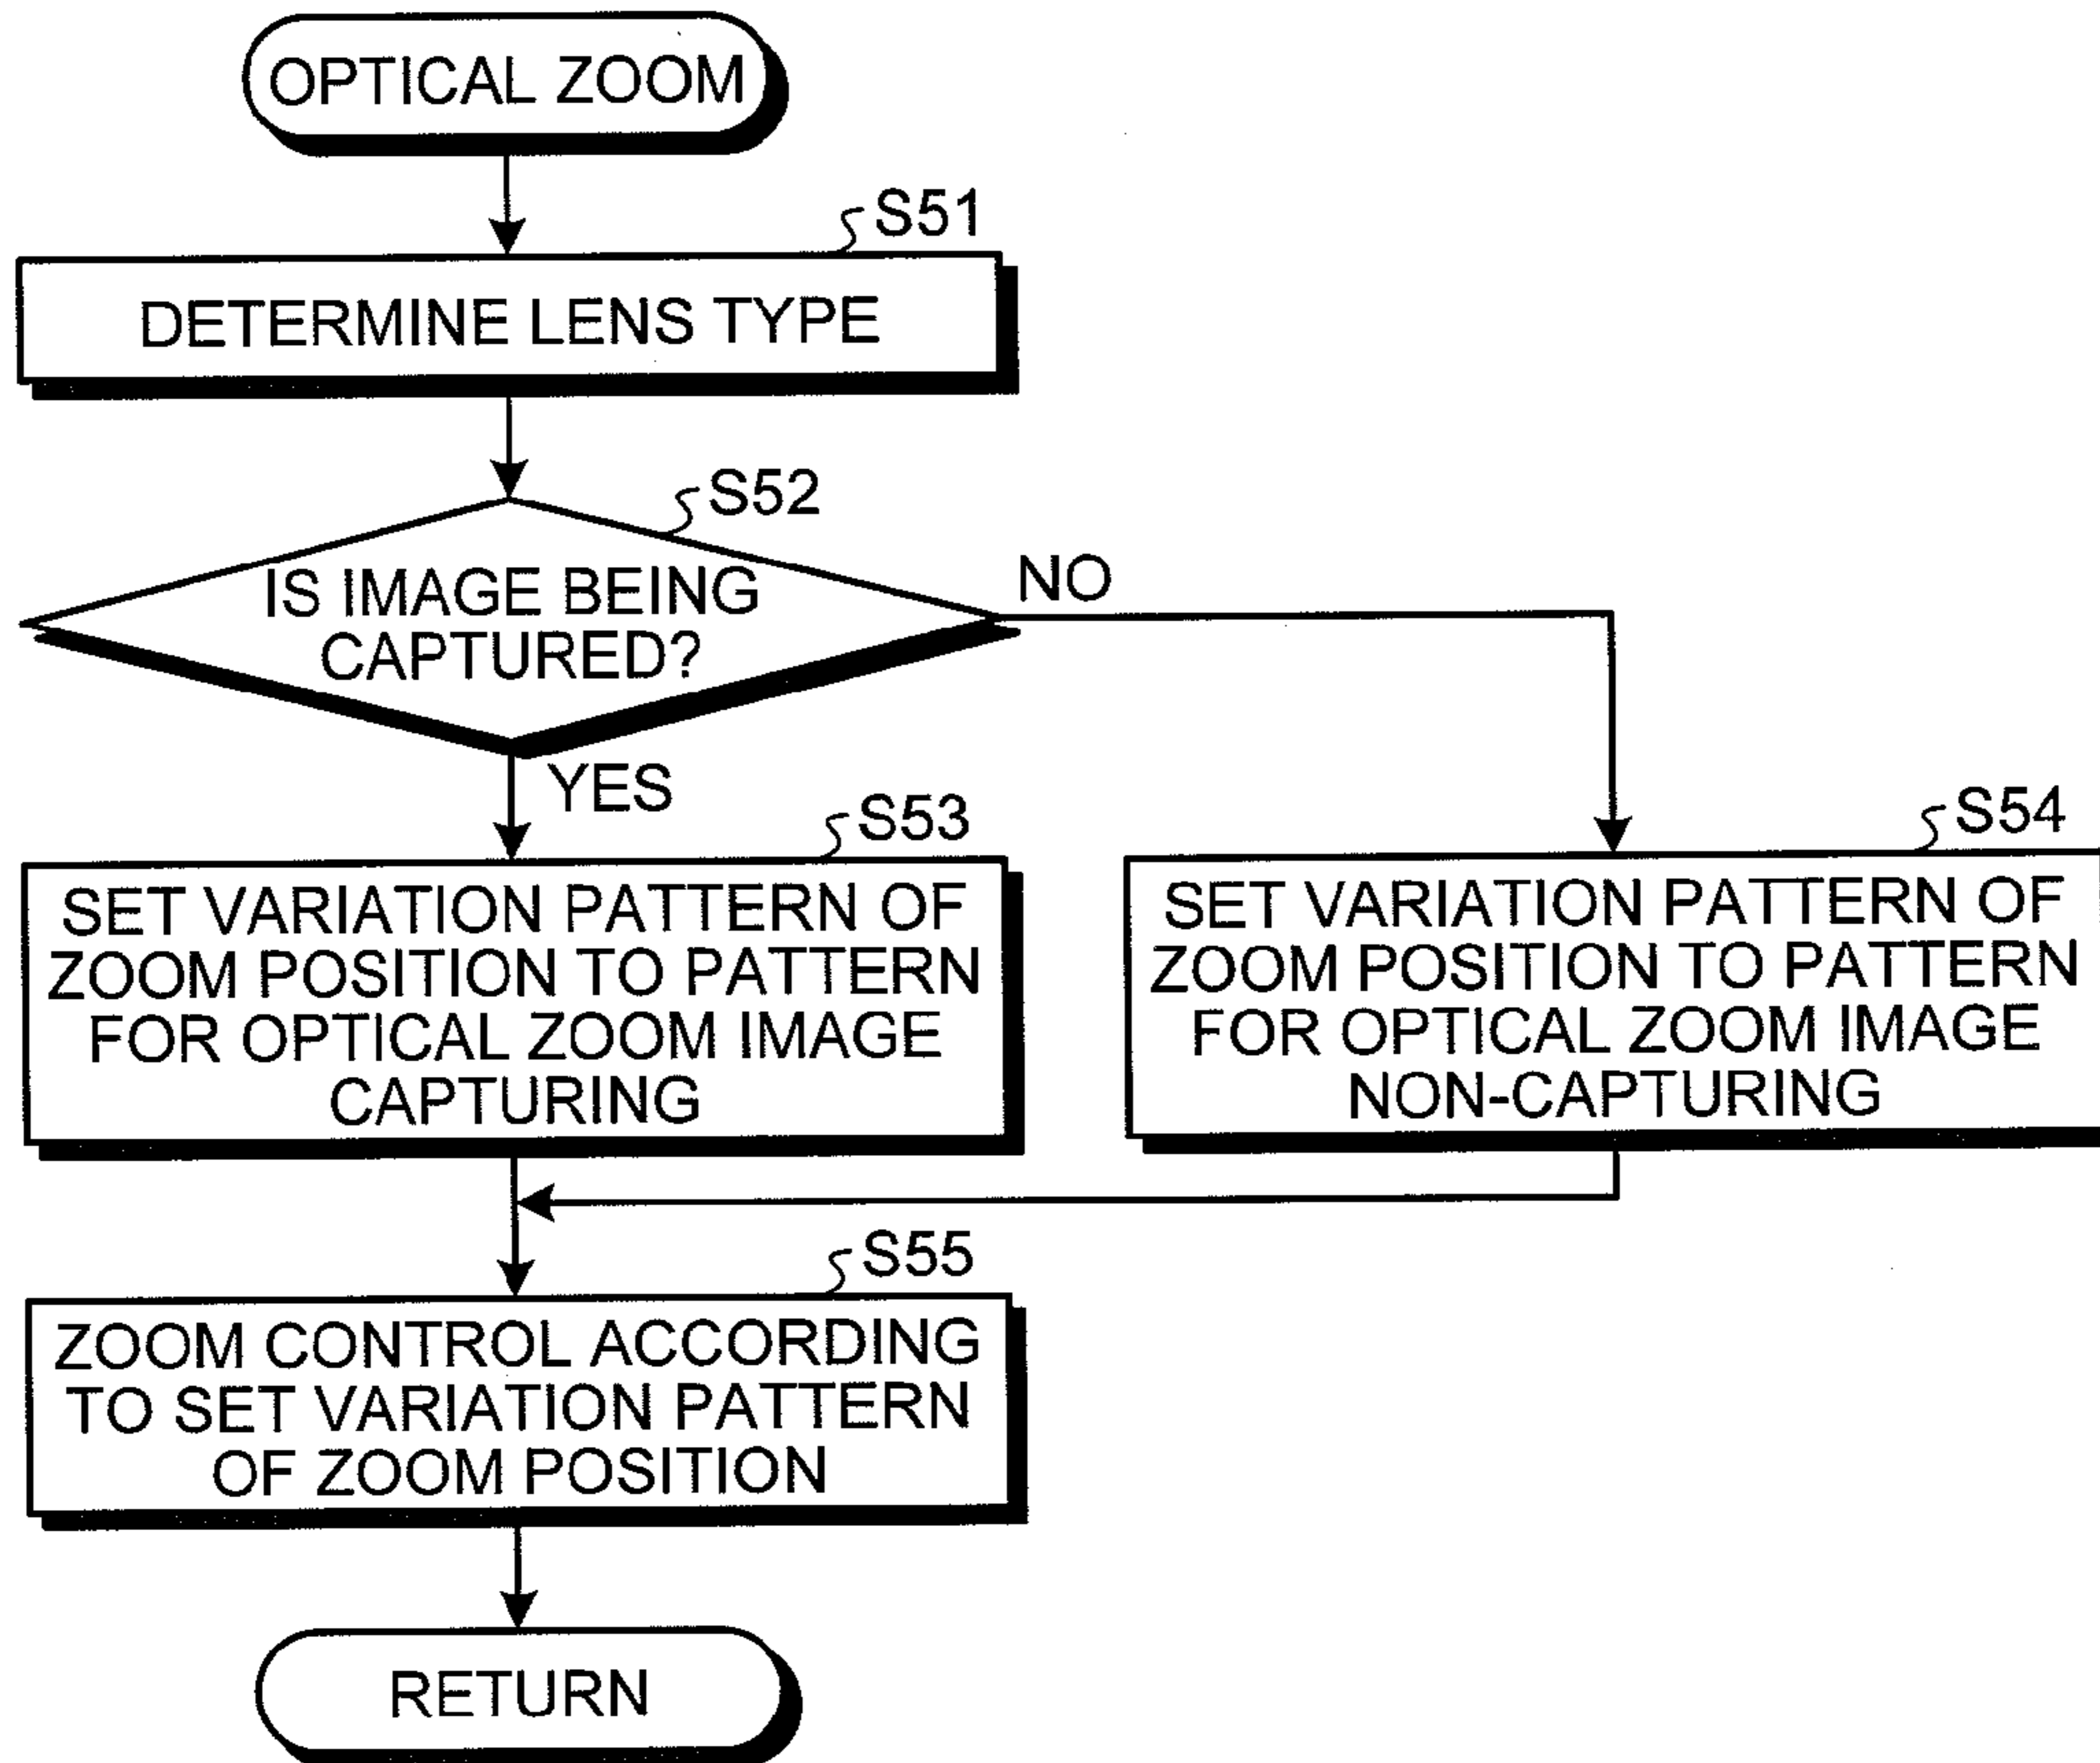 OPTICAL ZOOM
S51
DETERMINE LENS TYPE
S52
IS IMAGE BEING
CAPTURED?
NO
YES
S53
SET VARIATION PATTERN OF
ZOOM POSITION TO PATTERN
FOR OPTICAL ZOOM IMAGE
CAPTURING
S54
SET VARIATION PATTERN OF
ZOOM POSITION TO PATTERN
FOR OPTICAL ZOOM IMAGE
NON-CAPTURING
S55
ZOOM CONTROL ACCORDING
TO SET VARIATION PATTERN
OF ZOOM POSITION
RETURN